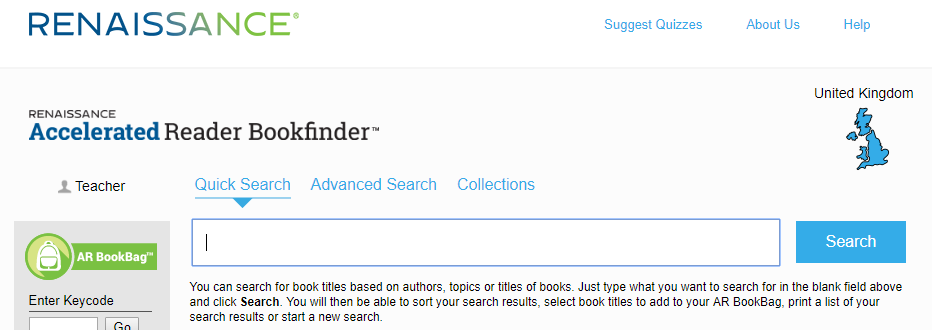 RENAISSANCE®
Suggest Quizzes About Us Help
United Kingdom
RENAISSANCE
Accelerated Reader Bookfinder™
Teacher
Quick Search Advanced Search Collections
Search
AR BookBag™
You can search for book titles based on authors, topics or titles of books. Just type what you want to search for in the blank field above
and click Search. You will then be able to sort your search results, select book titles to add to your AR BookBag, print a list of your
search results or start a new search.
Enter Keycode
Go